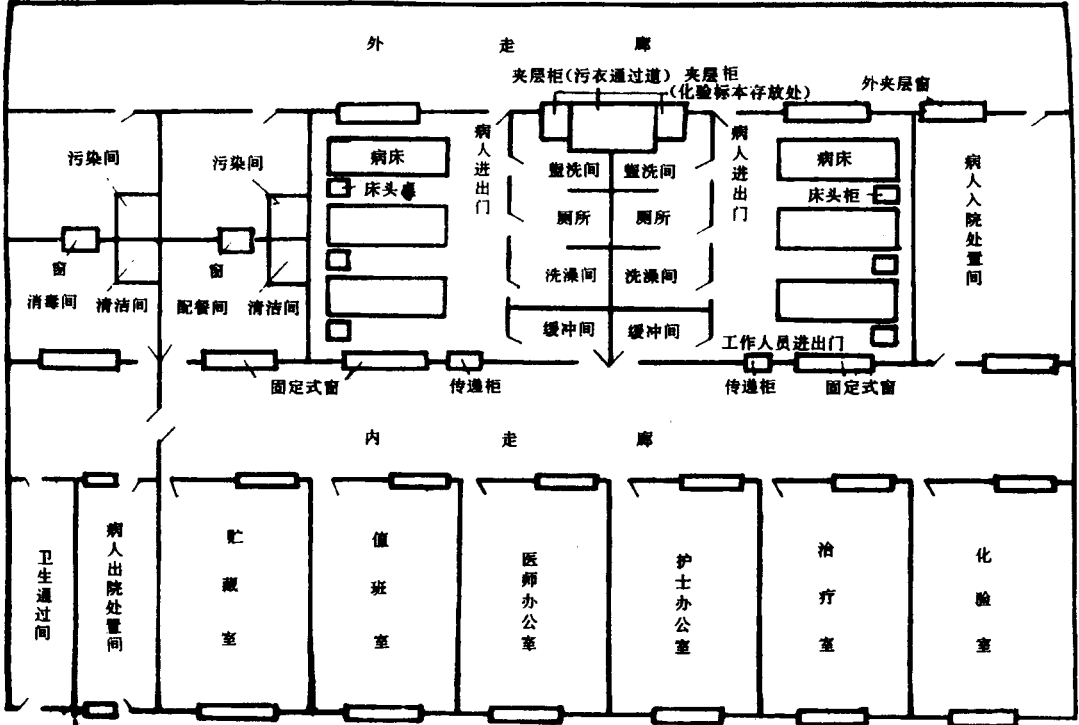 外走廊
夹层柜(污衣通过道) 夹层柜
(化验标本存放处)
外夹层窗
污染间
污染间
病人进出门
盥洗间
盥洗间
病人进出门
病床
病床
床头桌
床头柜
病人入院处置间
厕所
厕所
窗
窗
洗澡间
洗澡间
消毒间
清洁间
配餐间
清洁间
缓冲间
缓冲间
工作人员进出门
固定式窗
传递柜
传递柜
固定式窗
内走廊
卫生通过间
病人出院处置间
贮藏室
值班室
医师办公室
护士办公室
治疗室
化验室